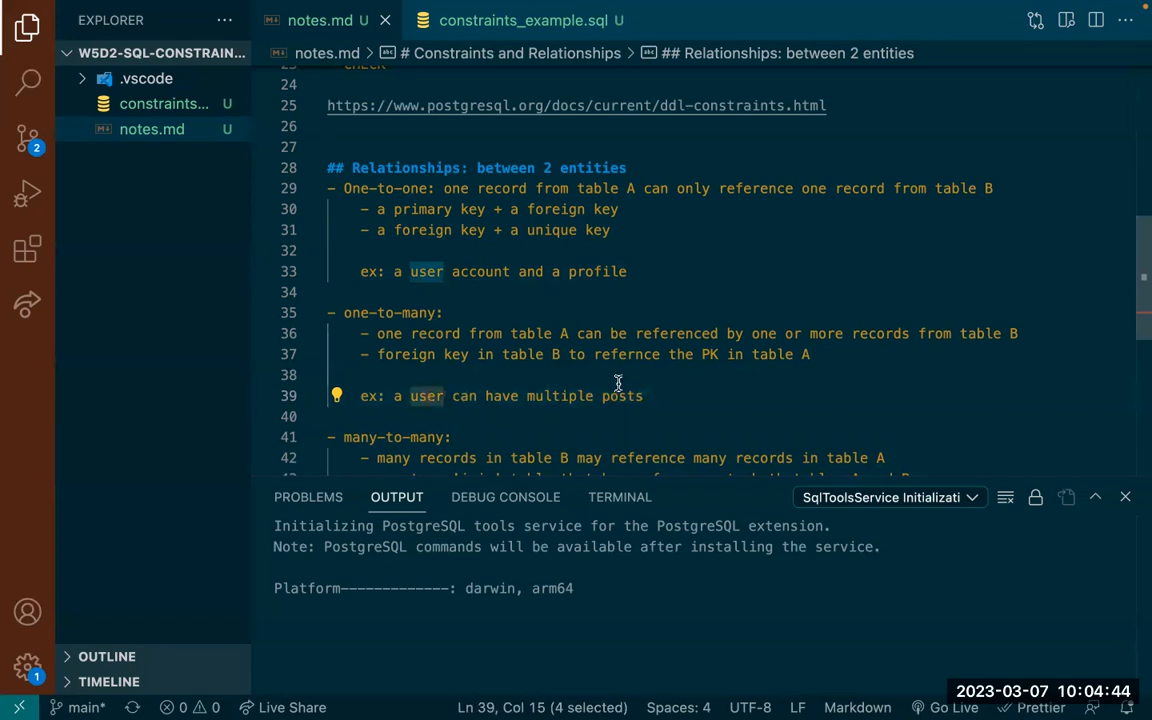 EXPLORER
notes.md U
constraints_example.sql U
W5D2-SQL-CONSTRAIN...
notes.md > # Constraints and Relationships > ## Relationships: between 2 entities
.vscode
constraints... U
notes.md U
24
25 https://www.postgresql.org/docs/current/ddl-constraints.html
26
27
28 ## Relationships: between 2 entities
29 - One-to-one: one record from table A can only reference one record from table B
30 - a primary key + a foreign key
31 - a foreign key + a unique key
32
33 ex: a user account and a profile
34
35 - one-to-many:
36 - one record from table A can be referenced by one or more records from table B
37 - foreign key in table B to refernce the PK in table A
38
39 ex: a user can have multiple posts
40
41 - many-to-many:
42 - many records in table B may reference many records in table A
2
PROBLEMS OUTPUT DEBUG CONSOLE TERMINAL
SqlToolsService Initializati
Initializing PostgreSQL tools service for the PostgreSQL extension.
Note: PostgreSQL commands will be available after installing the service.
Platform-------------: darwin, arm64
OUTLINE
TIMELINE
1
2023-03-07 10:04:44
main* 0 0 Live Share Ln 39, Col 15 (4 selected) Spaces: 4 UTF-8 LF Markdown Go Live Prettier